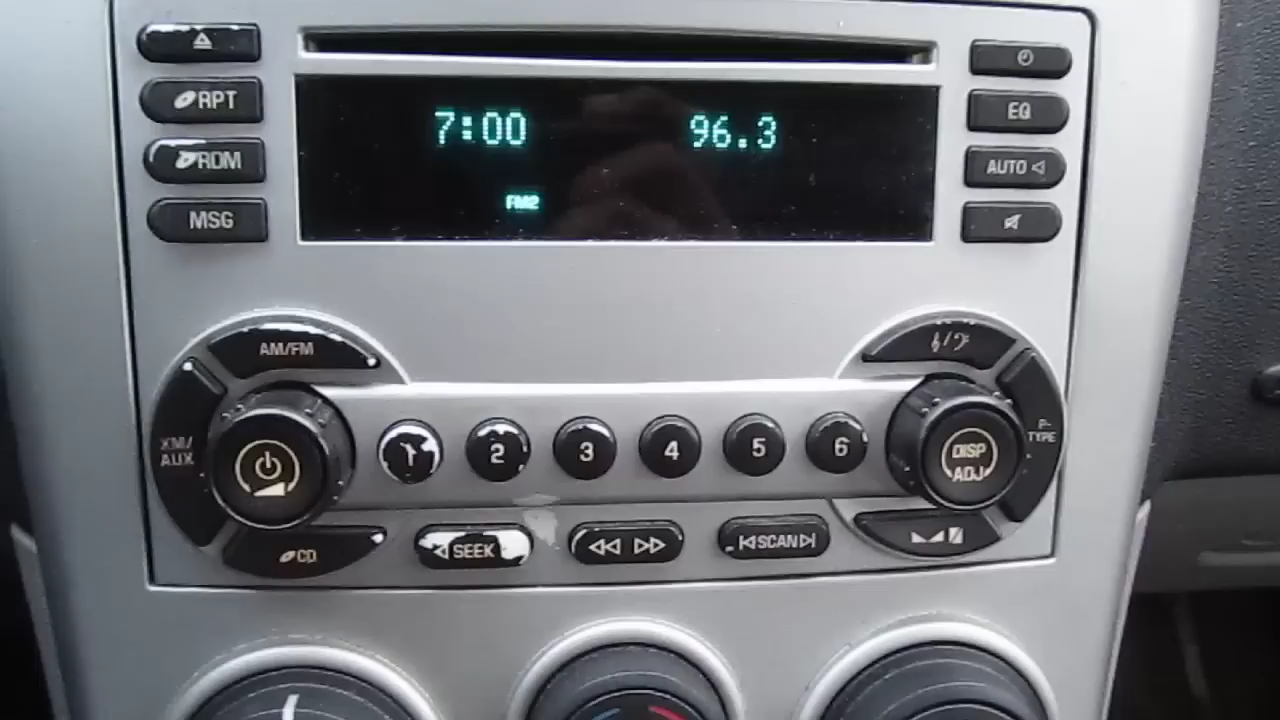 RPT
RDM
MSG
7:00
96.3
FM2
EQ
AUTO
AM/FM
XM/
AUX
CD
1
2
3
4
5
6
SEEK
SCAN
DISP
ADJ
P-
TYPE